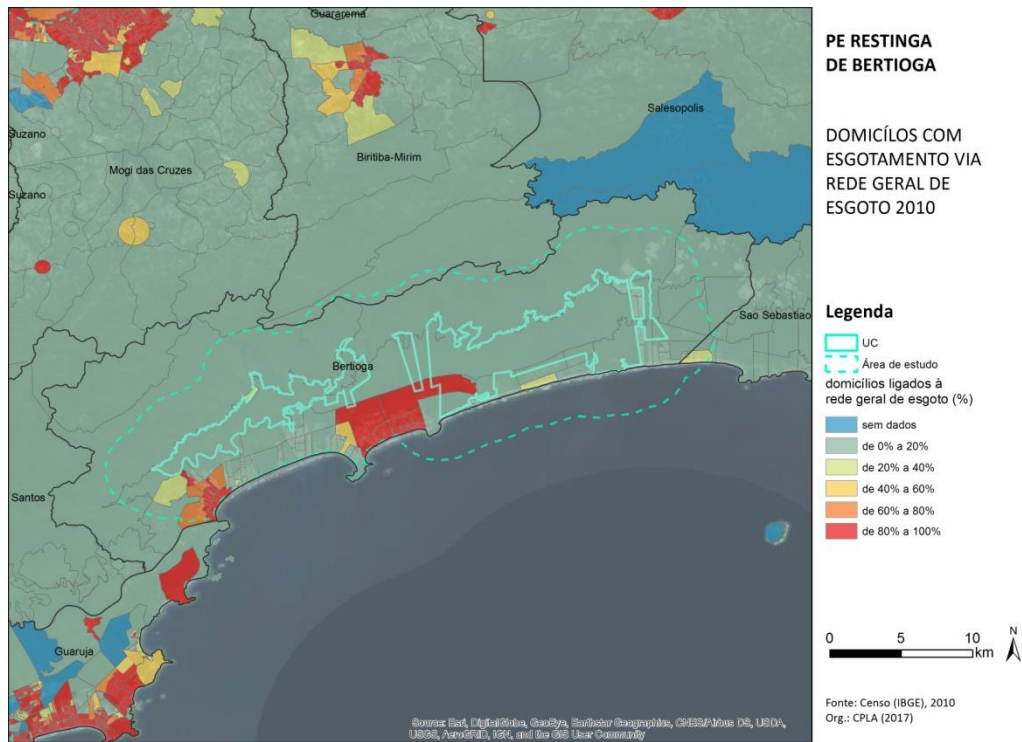 Guararema
Salesopolis
Suzano
Biritiba-Mirim
Mogi das Cruzes
Suzano
Sao Sebastiao
Bertioga
Santos
Guaruja
Source: Esri, DigitalGlobe, GeoEye, Earthstar Geographics, CNES/Airbus DS, USDA,
USGS, AeroGRID, IGN, and the GIS User Community
PE RESTINGA
DE BERTIOGA
DOMICÍLOS COM
ESGOTAMENTO VIA
REDE GERAL DE
ESGOTO 2010
Legenda
UC
Área de estudo
domicílios ligados à
rede geral de esgoto (%)
sem dados
de 0% a 20%
de 20% a 40%
de 40% a 60%
de 60% a 80%
de 80% a 100%
N
0 5 10
km
Fonte: Censo (IBGE), 2010
Org.: CPLA (2017)